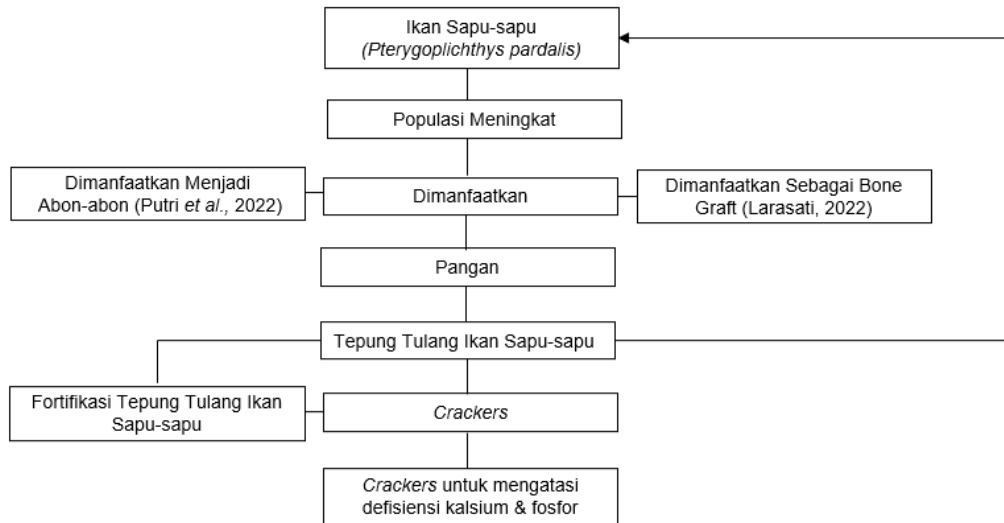 Ikan Sapu-sapu
(Pterygoplichthys pardalis)
Populasi Meningkat
Dimanfaatkan Menjadi
Abon-abon (Putri et al., 2022)
Dimanfaatkan
Dimanfaatkan Sebagai Bone
Graft (Larasati, 2022)
Pangan
Tepung Tulang Ikan Sapu-sapu
Fortifikasi Tepung Tulang Ikan
Sapu-sapu
Crackers
Crackers untuk mengatasi
defisiensi kalsium & fosfor